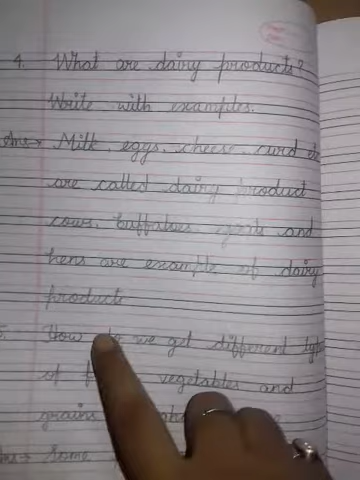 4. What are dairy products?
Write with examples.
Ans → Milk, eggs, cheese, curd etc
are called dairy product
cows, buffaloes, goats and
hens are example of dairy
products
5. How do we get different type
of vegetables and
grains
Ans → Some